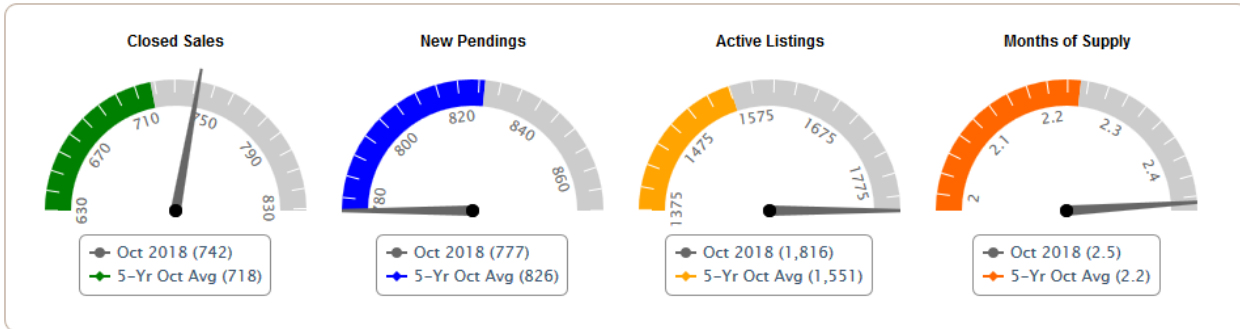 Closed Sales
630
670
710
750
790
830
Oct 2018 (742)
5-Yr Oct Avg (718)
New Pendings
780
800
820
840
860
Oct 2018 (777)
5-Yr Oct Avg (826)
Active Listings
1375
1475
1575
1675
1775
Oct 2018 (1,816)
5-Yr Oct Avg (1,551)
Months of Supply
2
2.1
2.2
2.3
2.4
Oct 2018 (2.5)
5-Yr Oct Avg (2.2)